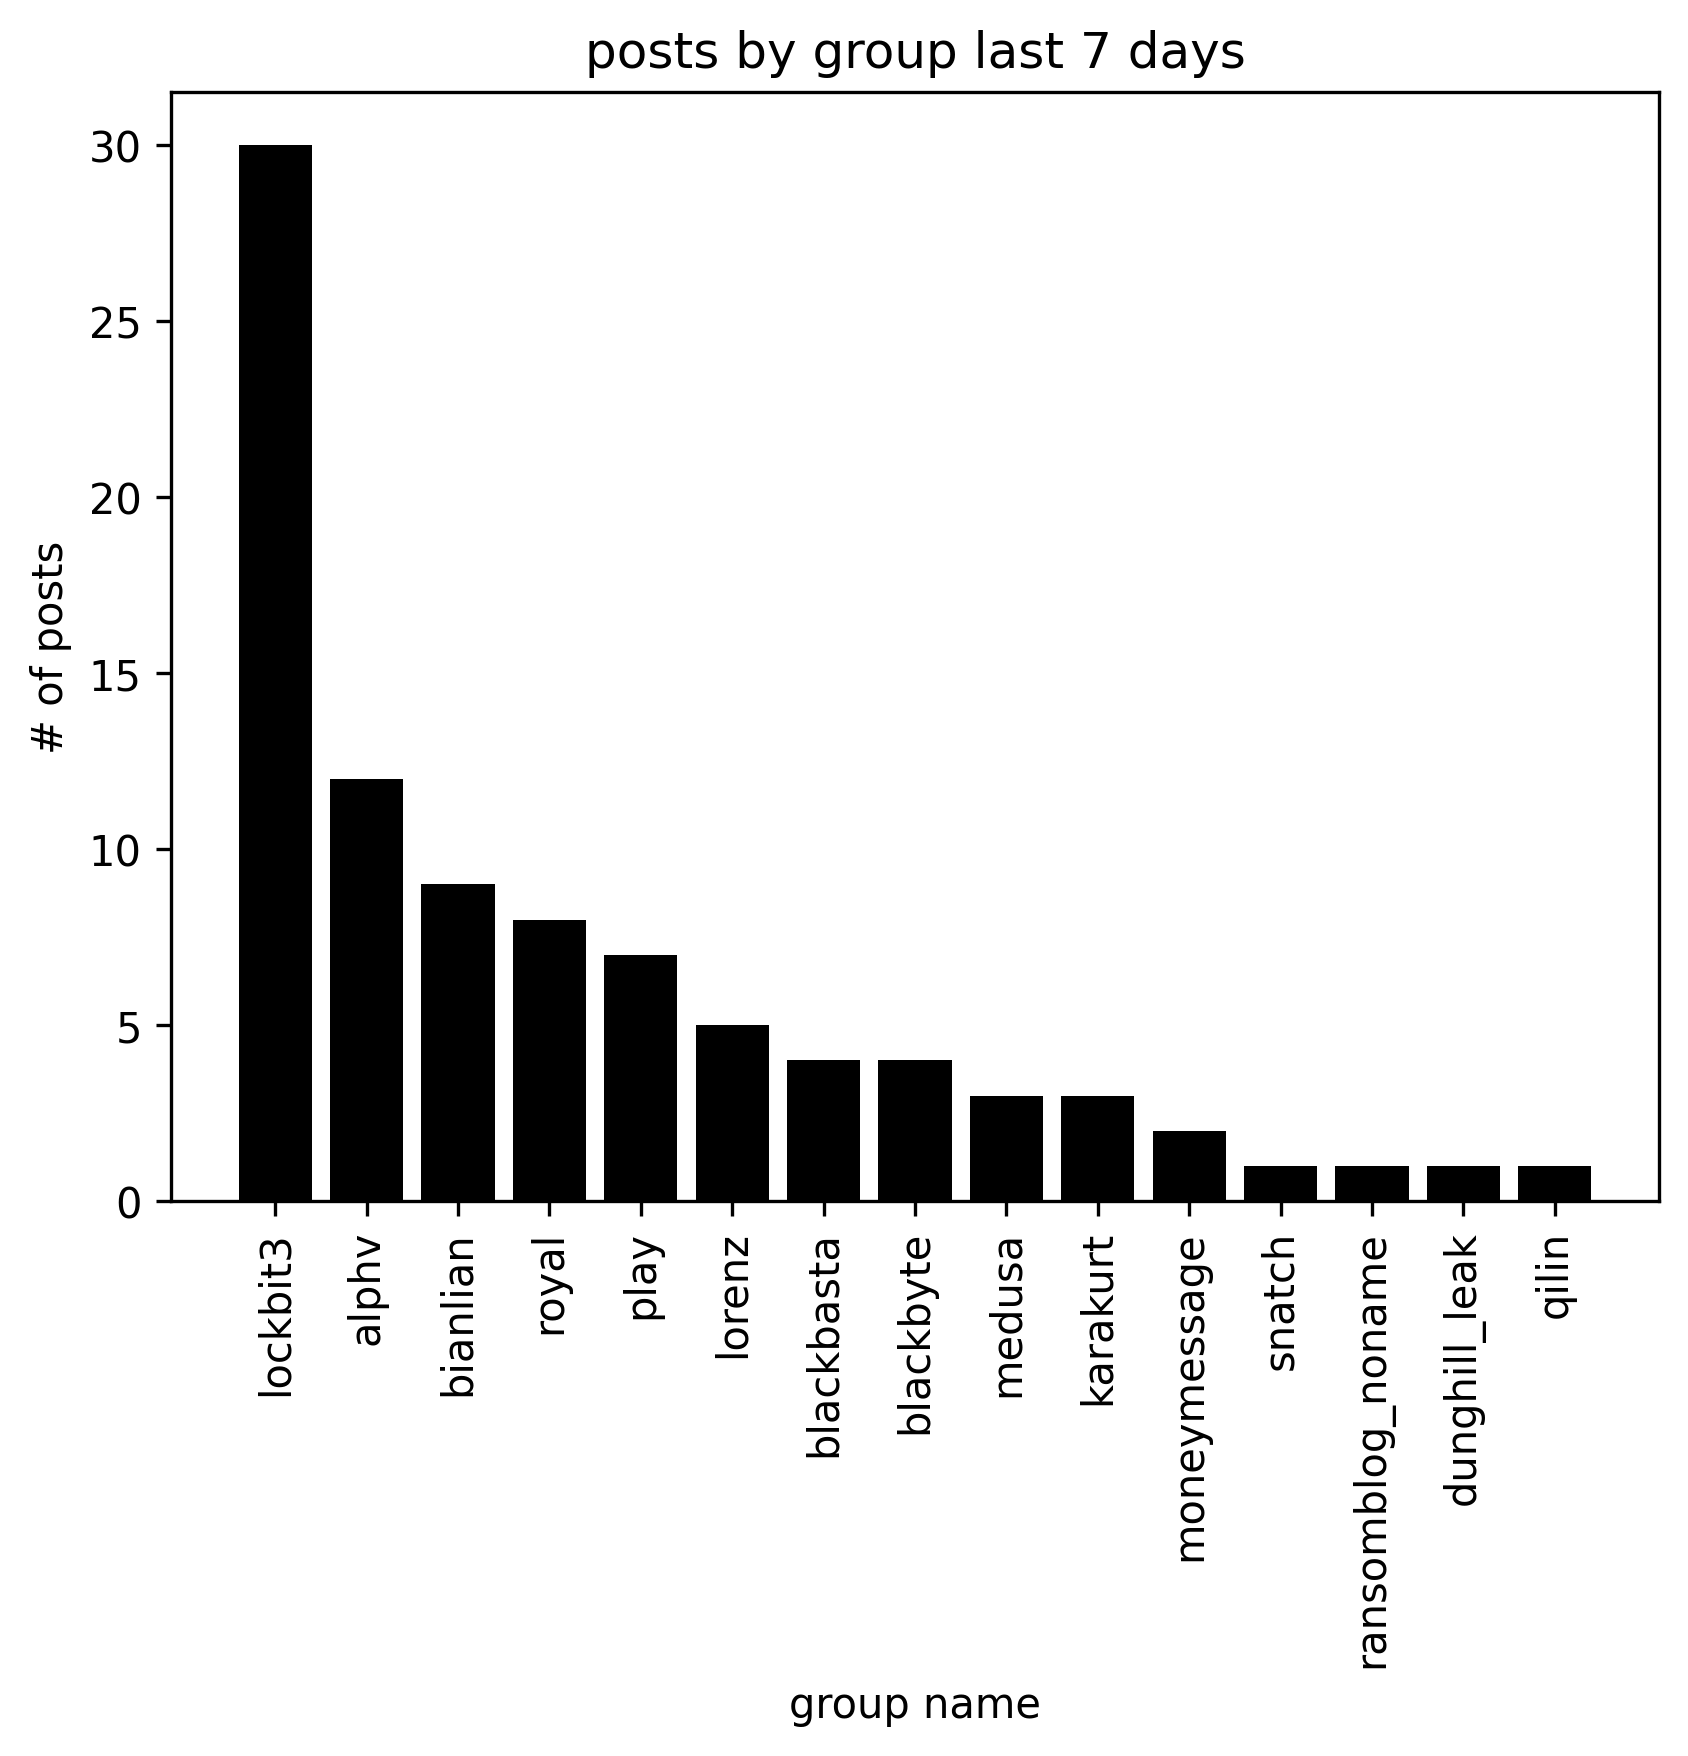 posts by group last 7 days
# of posts
30
25
20
15
10
5
0
lockbit3
alphv
bianlian
royal
play
lorenz
blackbasta
blackbyte
medusa
karakurt
moneymessage
snatch
ransomblog_noname
dunghill_leak
qilin
group name